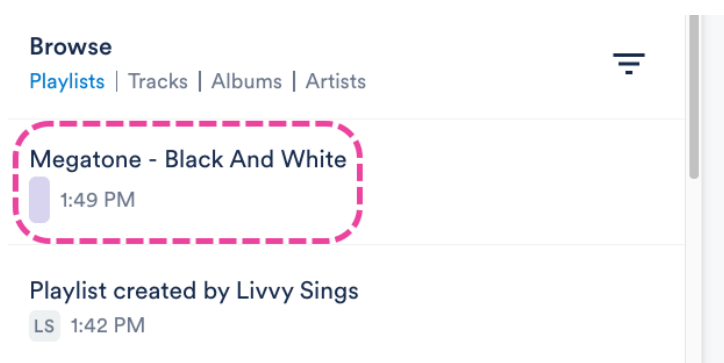 Browse
Playlists | Tracks | Albums | Artists
Megatone - Black And White
1:49 PM
Playlist created by Livvy Sings
LS 1:42 PM